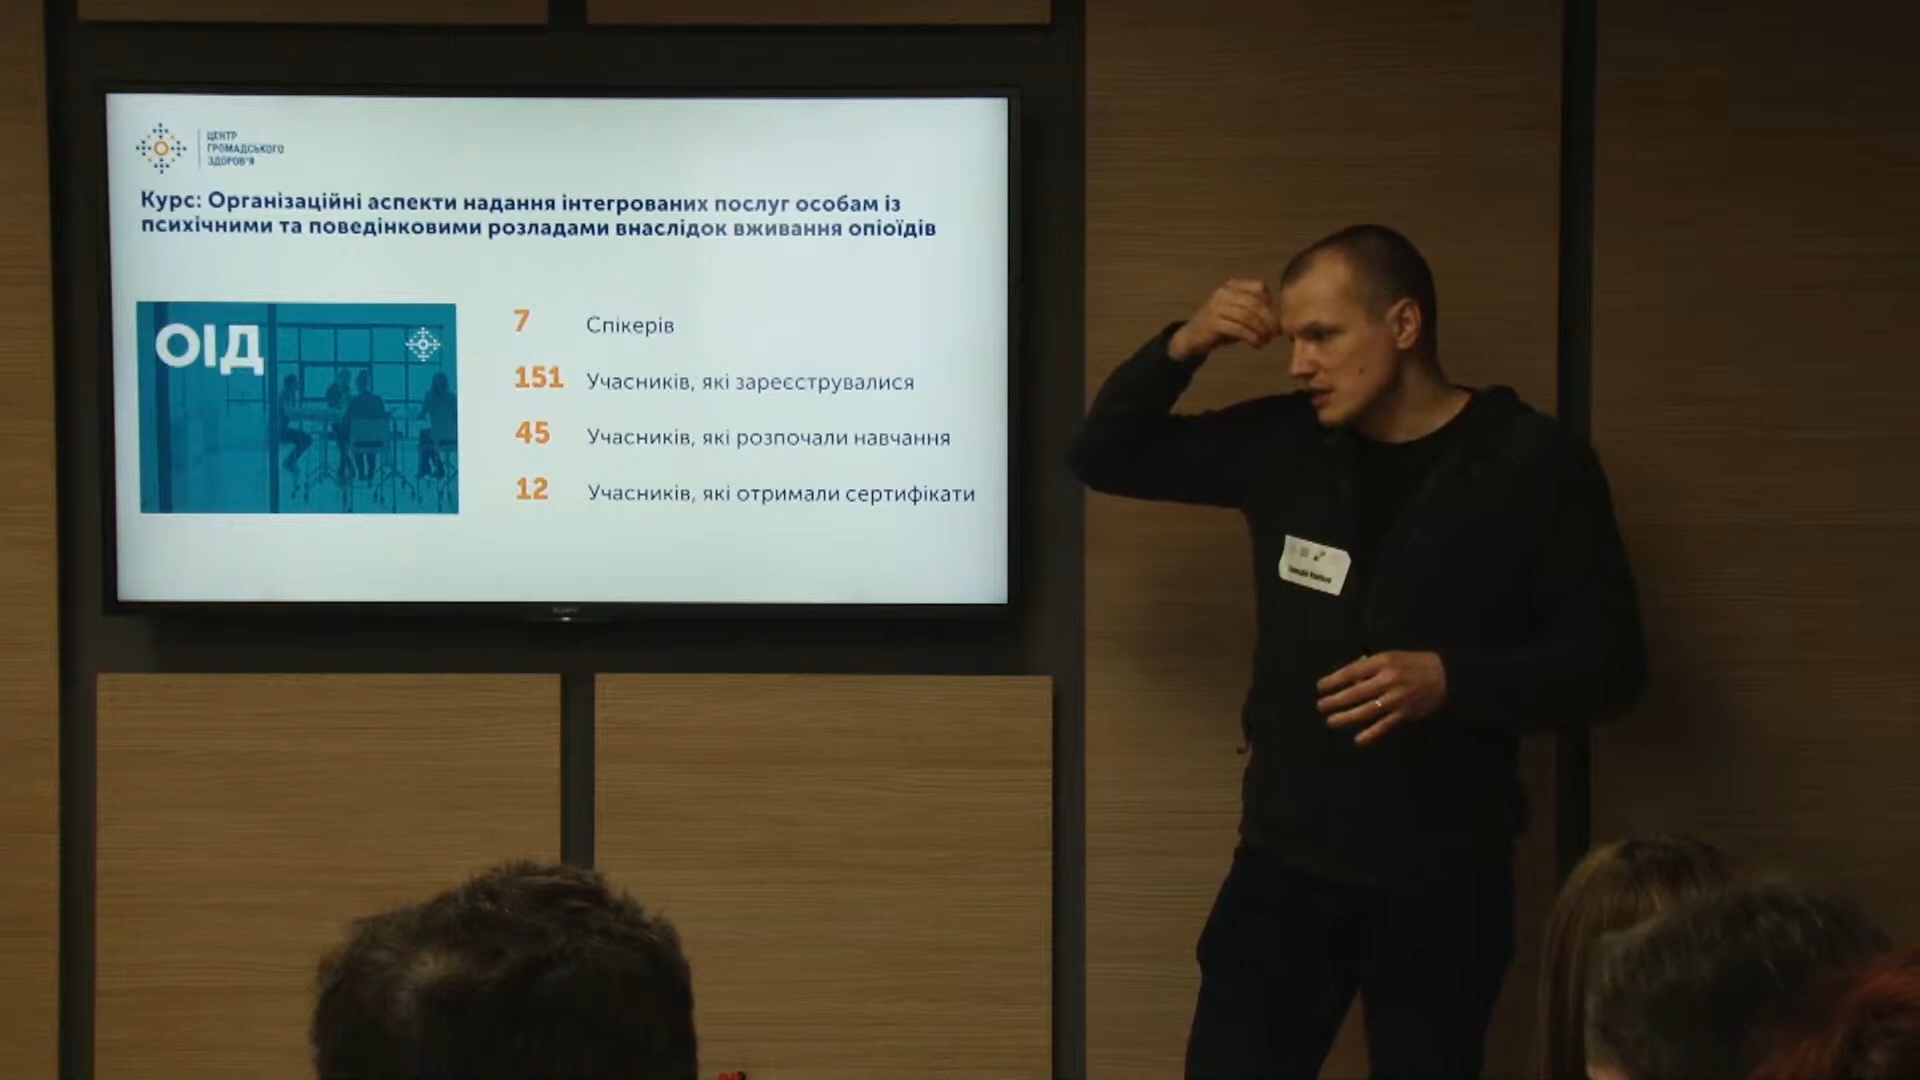 ЦЕНТР
ГРОМАДСЬКОГО
ЗДОРОВ'Я
Курс: Організаційні аспекти надання інтегрованих послуг особам із
психічними та поведінковими розладами внаслідок вживання опіоїдів
ОІД
7 Спікерів
151 Учасників, які зареєструвалися
45 Учасників, які розпочали навчання
12 Учасників, які отримали сертифікати
SONY